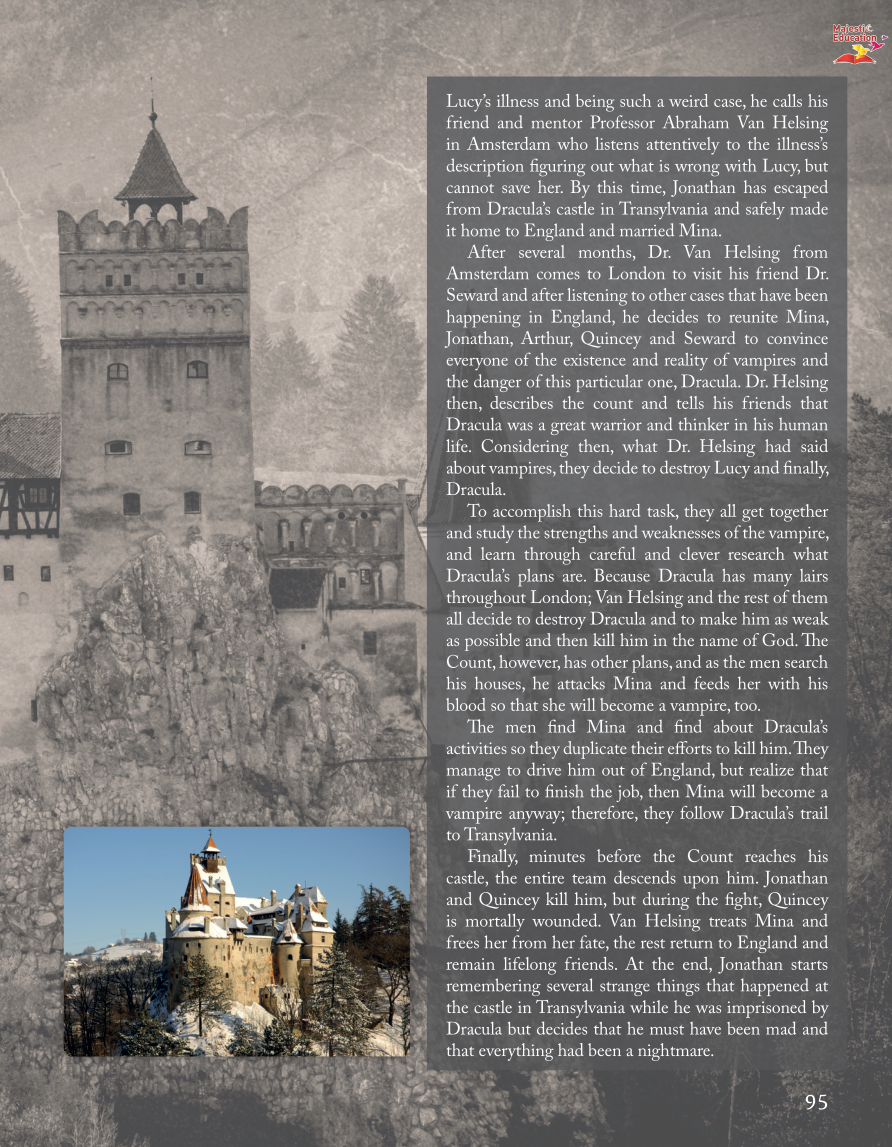 Majestic
Education
Lucy's illness and being such a weird case, he calls his
friend and mentor Professor Abraham Van Helsing
in Amsterdam who listens attentively to the illness's
description figuring out what is wrong with Lucy, but
cannot save her. By this time, Jonathan has escaped
from Dracula's castle in Transylvania and safely made
it home to England and married Mina.
After several months, Dr. Van Helsing from
Amsterdam comes to London to visit his friend Dr.
Seward and after listening to other cases that have been
happening in England, he decides to reunite Mina,
Jonathan, Arthur, Quincey and Seward to convince
everyone of the existence and reality of vampires and
the danger of this particular one, Dracula. Dr. Helsing
then, describes the count and tells his friends that
Dracula was a great warrior and thinker in his human
life. Considering then, what Dr. Helsing had said
about vampires, they decide to destroy Lucy and finally,
Dracula.
To accomplish this hard task, they all get together
and study the strengths and weaknesses of the vampire,
and learn through careful and clever research what
Dracula's plans are. Because Dracula has many lairs
throughout London; Van Helsing and the rest of them
all decide to destroy Dracula and to make him as weak
as possible and then kill him in the name of God. The
Count, however, has other plans, and as the men search
his houses, he attacks Mina and feeds her with his
blood so that she will become a vampire, too.
The men find Mina and find about Dracula's
activities so they duplicate their efforts to kill him. They
manage to drive him out of England, but realize that
if they fail to finish the job, then Mina will become a
vampire anyway; therefore, they follow Dracula's trail
to Transylvania.
Finally, minutes before the Count reaches his
castle, the entire team descends upon him. Jonathan
and Quincey kill him, but during the fight, Quincey
is mortally wounded. Van Helsing treats Mina and
frees her from her fate, the rest return to England and
remain lifelong friends. At the end, Jonathan starts
remembering several strange things that happened at
the castle in Transylvania while he was imprisoned by
Dracula but decides that he must have been mad and
that everything had been a nightmare.
95